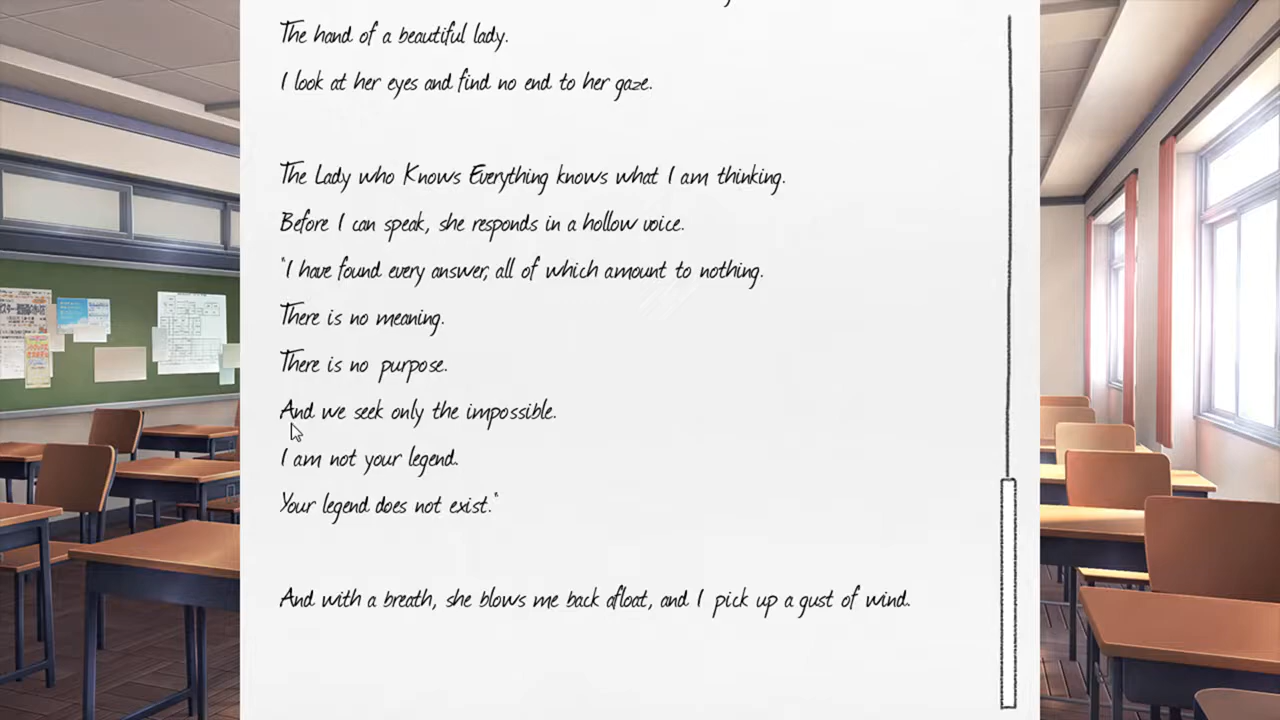 The hand of a beautiful lady.
I look at her eyes and find no end to her gaze.
The Lady who Knows Everything knows what I am thinking.
Before I can speak, she responds in a hollow voice.
"I have found every answer, all of which amount to nothing.
There is no meaning.
There is no purpose.
And we seek only the impossible.
I am not your legend.
Your legend does not exist."
And with a breath, she blows me back afloat, and I pick up a gust of wind.